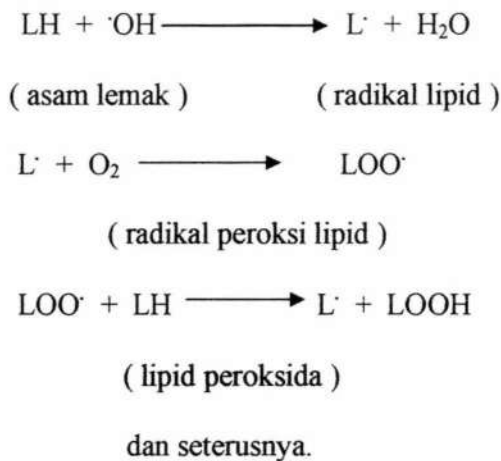 LH + ˙OH ⟶ L˙ + H₂O
( asam lemak ) ( radikal lipid )
L˙ + O₂ ⟶ LOO˙
( radikal peroksi lipid )
LOO˙ + LH ⟶ L˙ + LOOH
( lipid peroksida )
dan seterusnya.